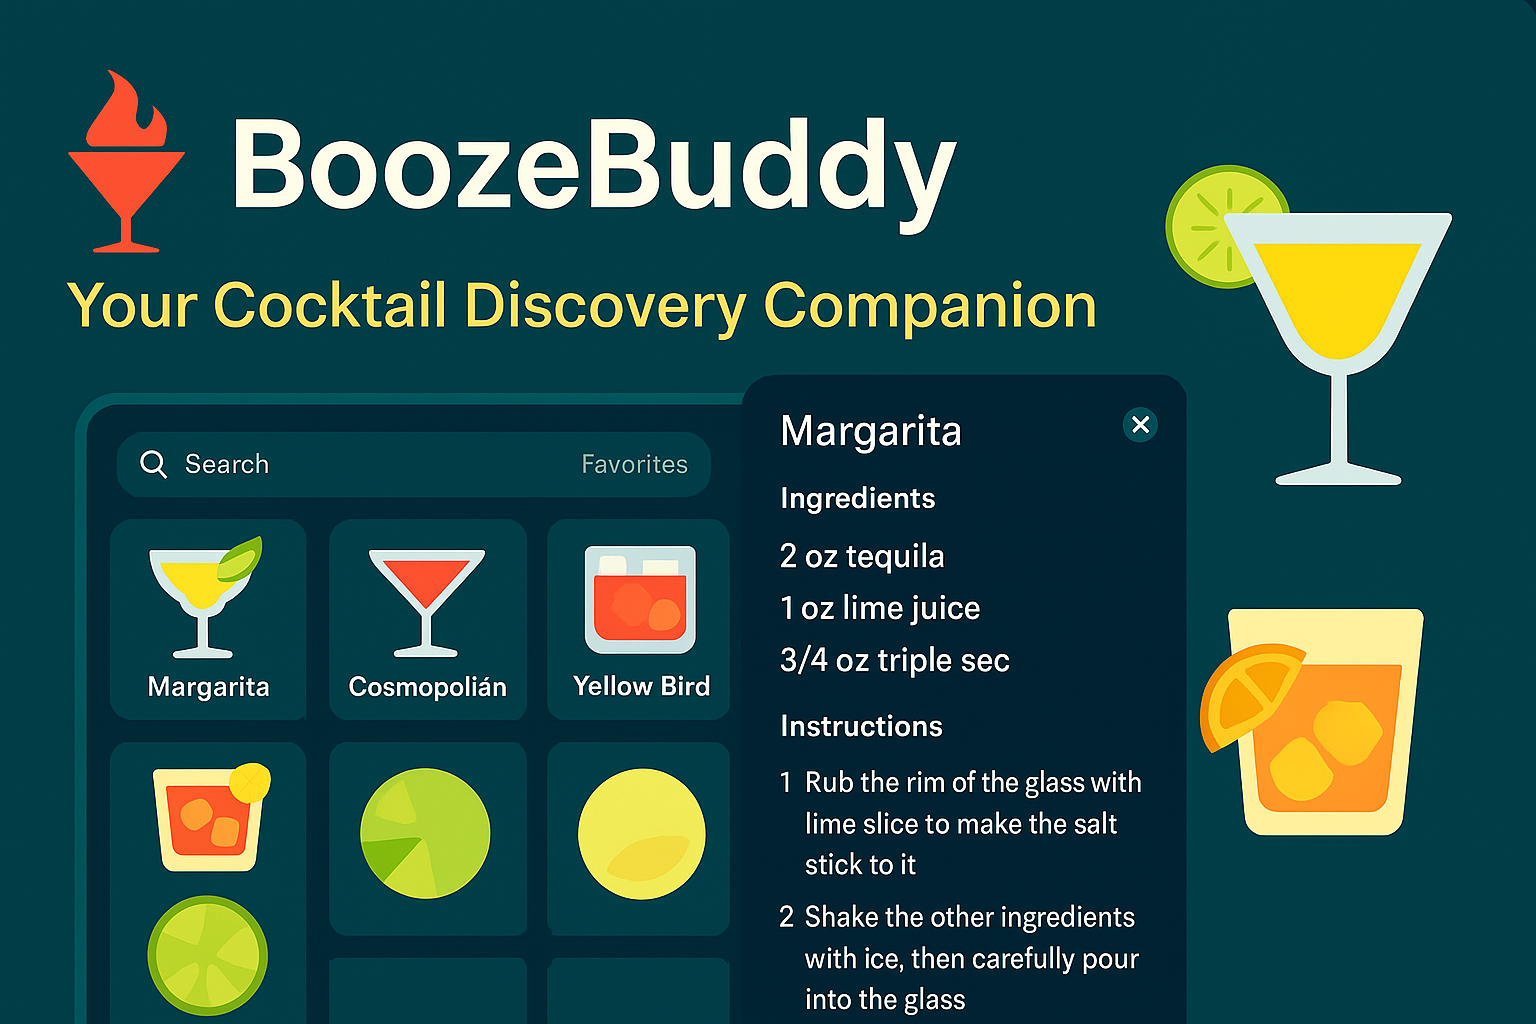 BoozeBuddy
Your Cocktail Discovery Companion
Search
Favorites
Margarita
Cosmopolián
Yellow Bird
Margarita
Ingredients
2 oz tequila
1 oz lime juice
3/4 oz triple sec
Instructions
1 Rub the rim of the glass with
lime slice to make the salt
stick to it
2 Shake the other ingredients
with ice, then carefully pour
into the glass